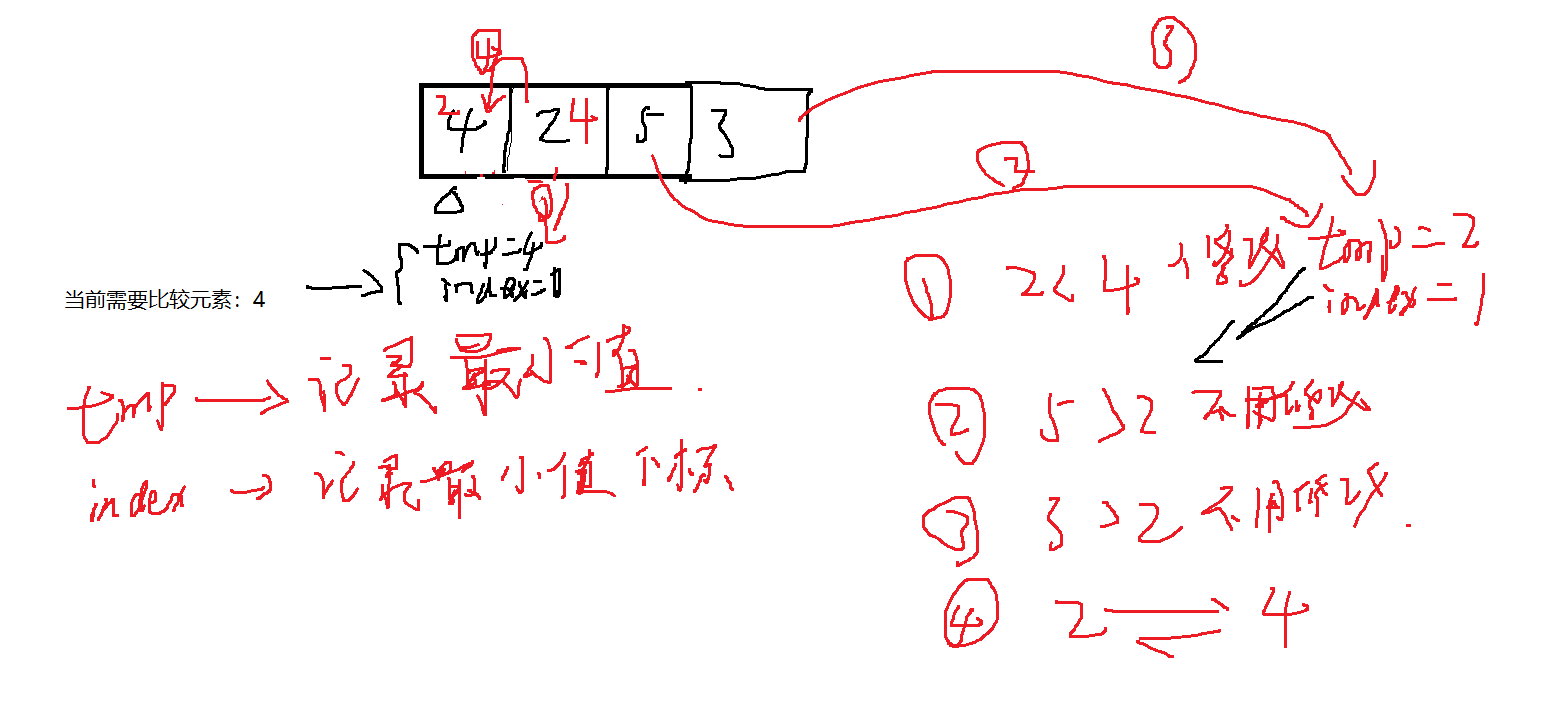 ④ ③
2 4 2 4 5 3
②
①
tmp=4
index=0
当前需要比较元素：4
tmp → 记录最小值.
index → 记录最小值下标、
① 2<4 修改 tmp=2
index=1
② 5>2 不用修改
③ 3>2 不用修改.
④ 2 4